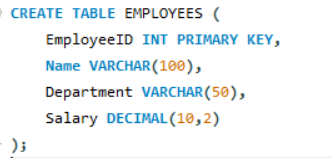 CREATE TABLE EMPLOYEES (
EmployeeID INT PRIMARY KEY,
Name VARCHAR(100),
Department VARCHAR(50),
Salary DECIMAL(10,2)
);